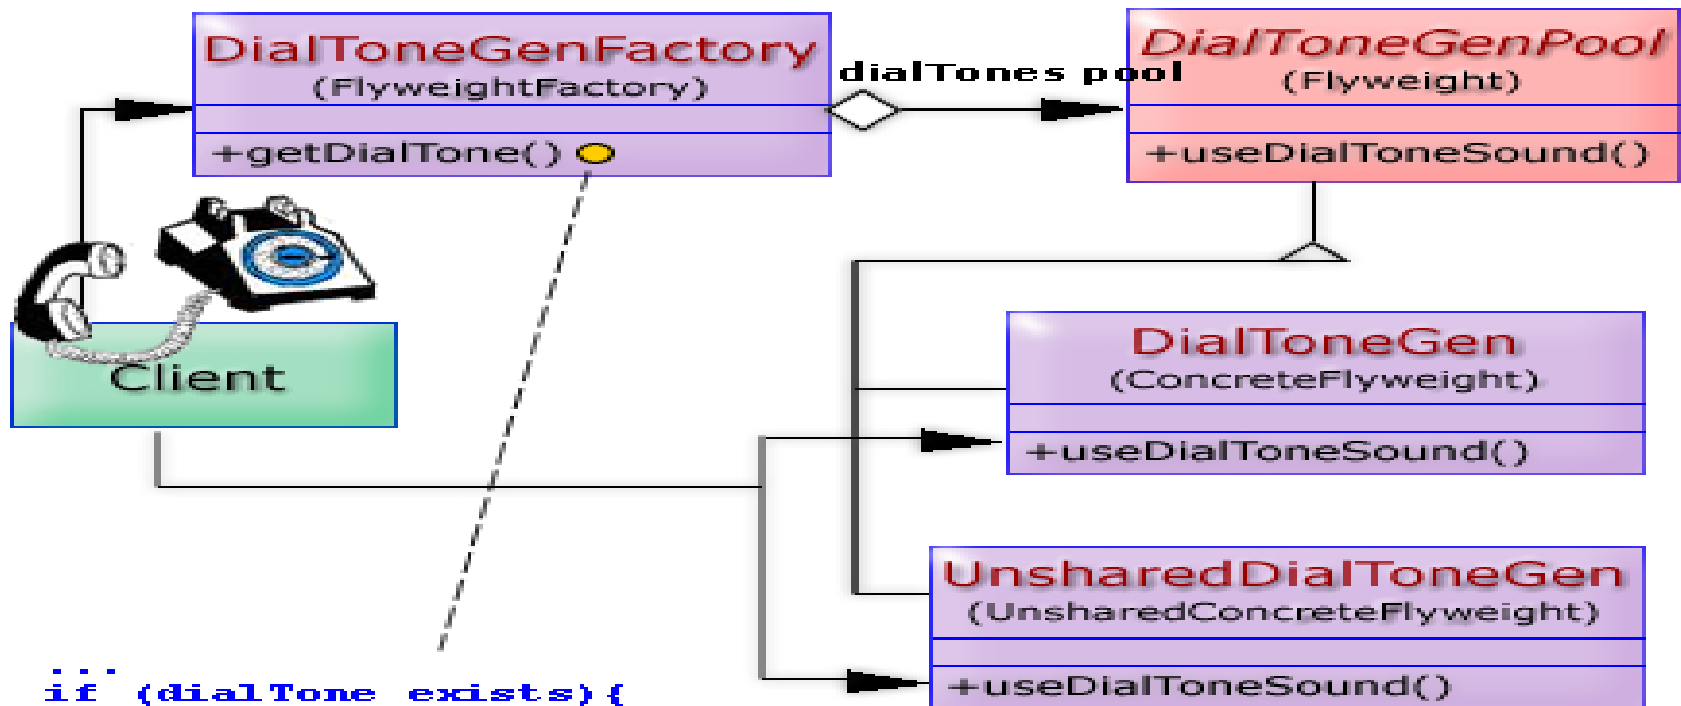 DialToneGenFactory
(FlyweightFactory)
+getDialTone()
dialTones pool
DialToneGenPool
(Flyweight)
+useDialToneSound()
Client
DialToneGen
(ConcreteFlyweight)
+useDialToneSound()
UnsharedDialToneGen
(UnsharedConcreteFlyweight)
+useDialToneSound()
...
if (dialTone exists){